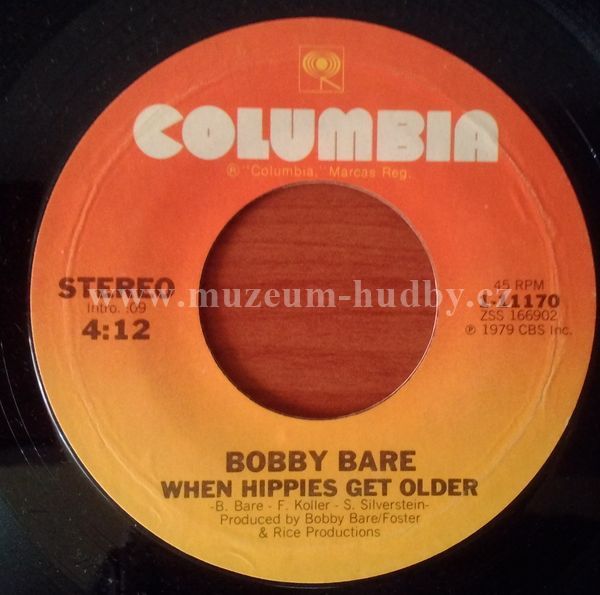 COLUMBIA
® "Columbia," Marcas Reg.
STEREO
Intro. :09
4:12
45 RPM
1-11170
ZSS 166902
℗ 1979 CBS Inc.
www.muzeum-hudby.cz
BOBBY BARE
WHEN HIPPIES GET OLDER
-B. Bare - F. Koller - S. Silverstein-
Produced by Bobby Bare/Foster
& Rice Productions